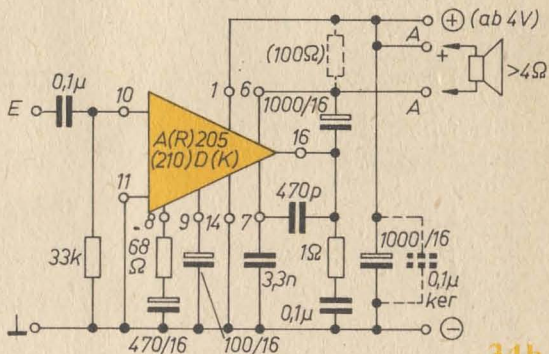 (ab 4V)
(100Ω)
A
+
>4Ω
0,1µ
1
6
1000/16
A
E
10
16
A(R)205
(210)D(K)
11
470p
8
9
14
7
68
Ω
1Ω
1000/16
33k
3,3n
0,1µ
ker
0,1µ
470/16
100/16